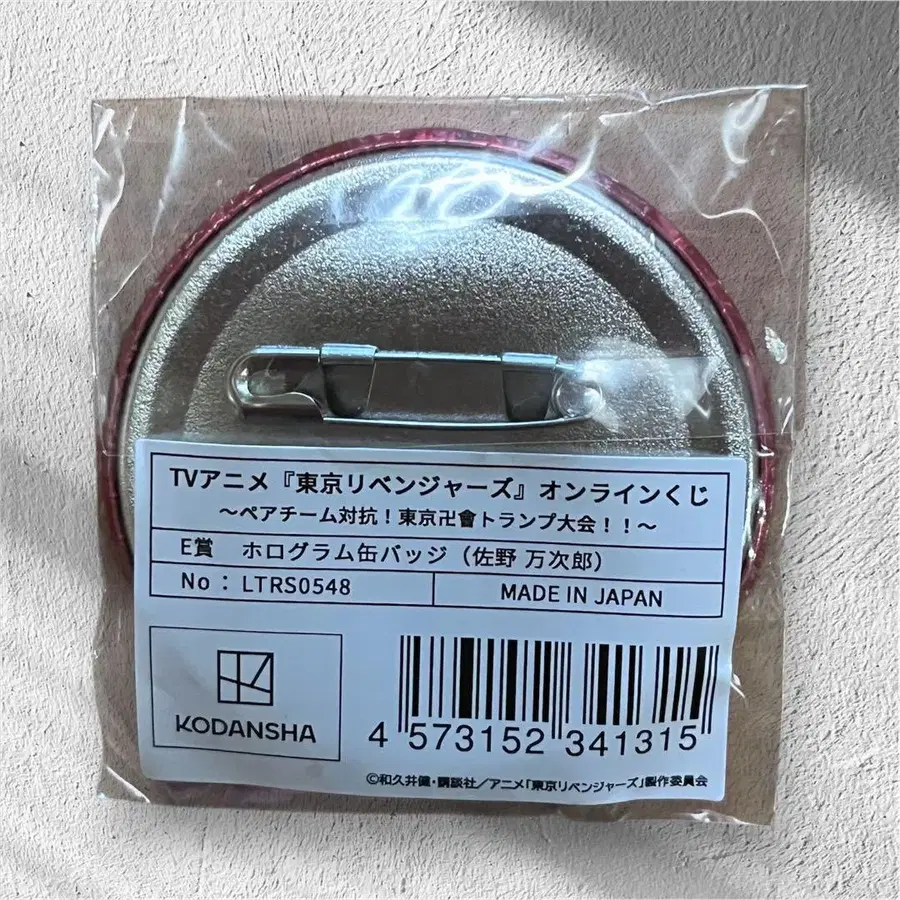 TVアニメ『東京リベンジャーズ』オンラインくじ
～ペアチーム対抗！東京卍會トランプ大会！！～
E賞 ホログラム缶バッジ（佐野 万次郎）
No：LTRS0548 MADE IN JAPAN
KODANSHA
4 573152 341315
©和久井健・講談社／アニメ「東京リベンジャーズ」製作委員会